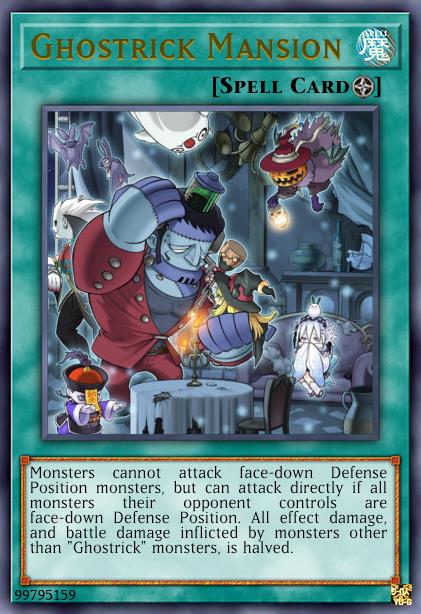 Ghostrick Mansion
SPELL
魔
[Spell Card]
Monsters cannot attack face-down Defense
Position monsters, but can attack directly if all
monsters their opponent controls are
face-down Defense Position. All effect damage,
and battle damage inflicted by monsters other
than "Ghostrick" monsters, is halved.
99795159